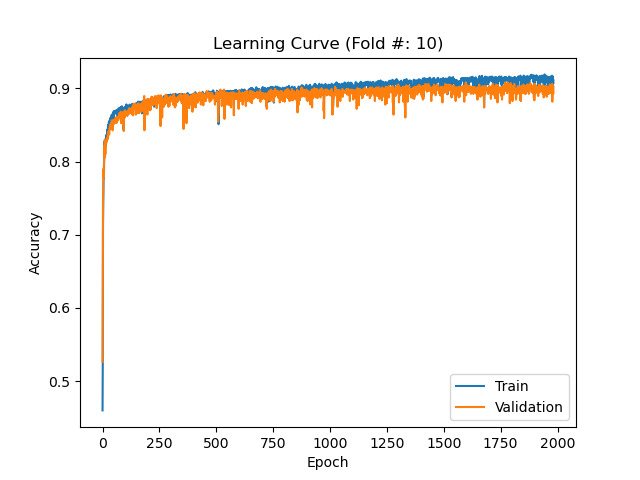 Learning Curve (Fold #: 10)
Accuracy
0.9
0.8
0.7
0.6
0.5
Train
Validation
0 250 500 750 1000 1250 1500 1750 2000
Epoch